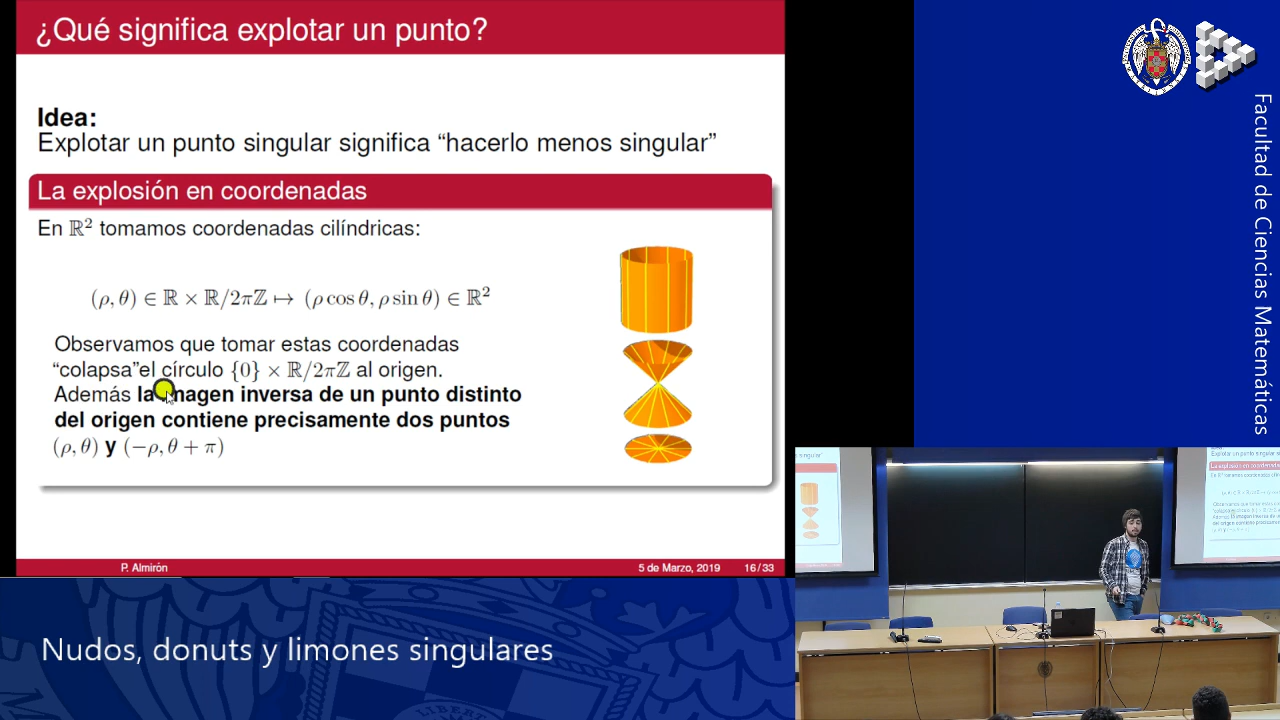 ¿Qué significa explotar un punto?
Idea:
Explotar un punto singular significa “hacerlo menos singular”
La explosión en coordenadas
En ℝ² tomamos coordenadas cilíndricas:
(ρ, θ) ∈ ℝ × ℝ/2πℤ ↦ (ρ cos θ, ρ sin θ) ∈ ℝ²
Observamos que tomar estas coordenadas
“colapsa”el círculo {0} × ℝ/2πℤ al origen.
Además la imagen inversa de un punto distinto
del origen contiene precisamente dos puntos
(ρ, θ) y (−ρ, θ + π)
P. Almirón
5 de Marzo, 2019
16/33
Nudos, donuts y limones singulares
Facultad de Ciencias Matemáticas